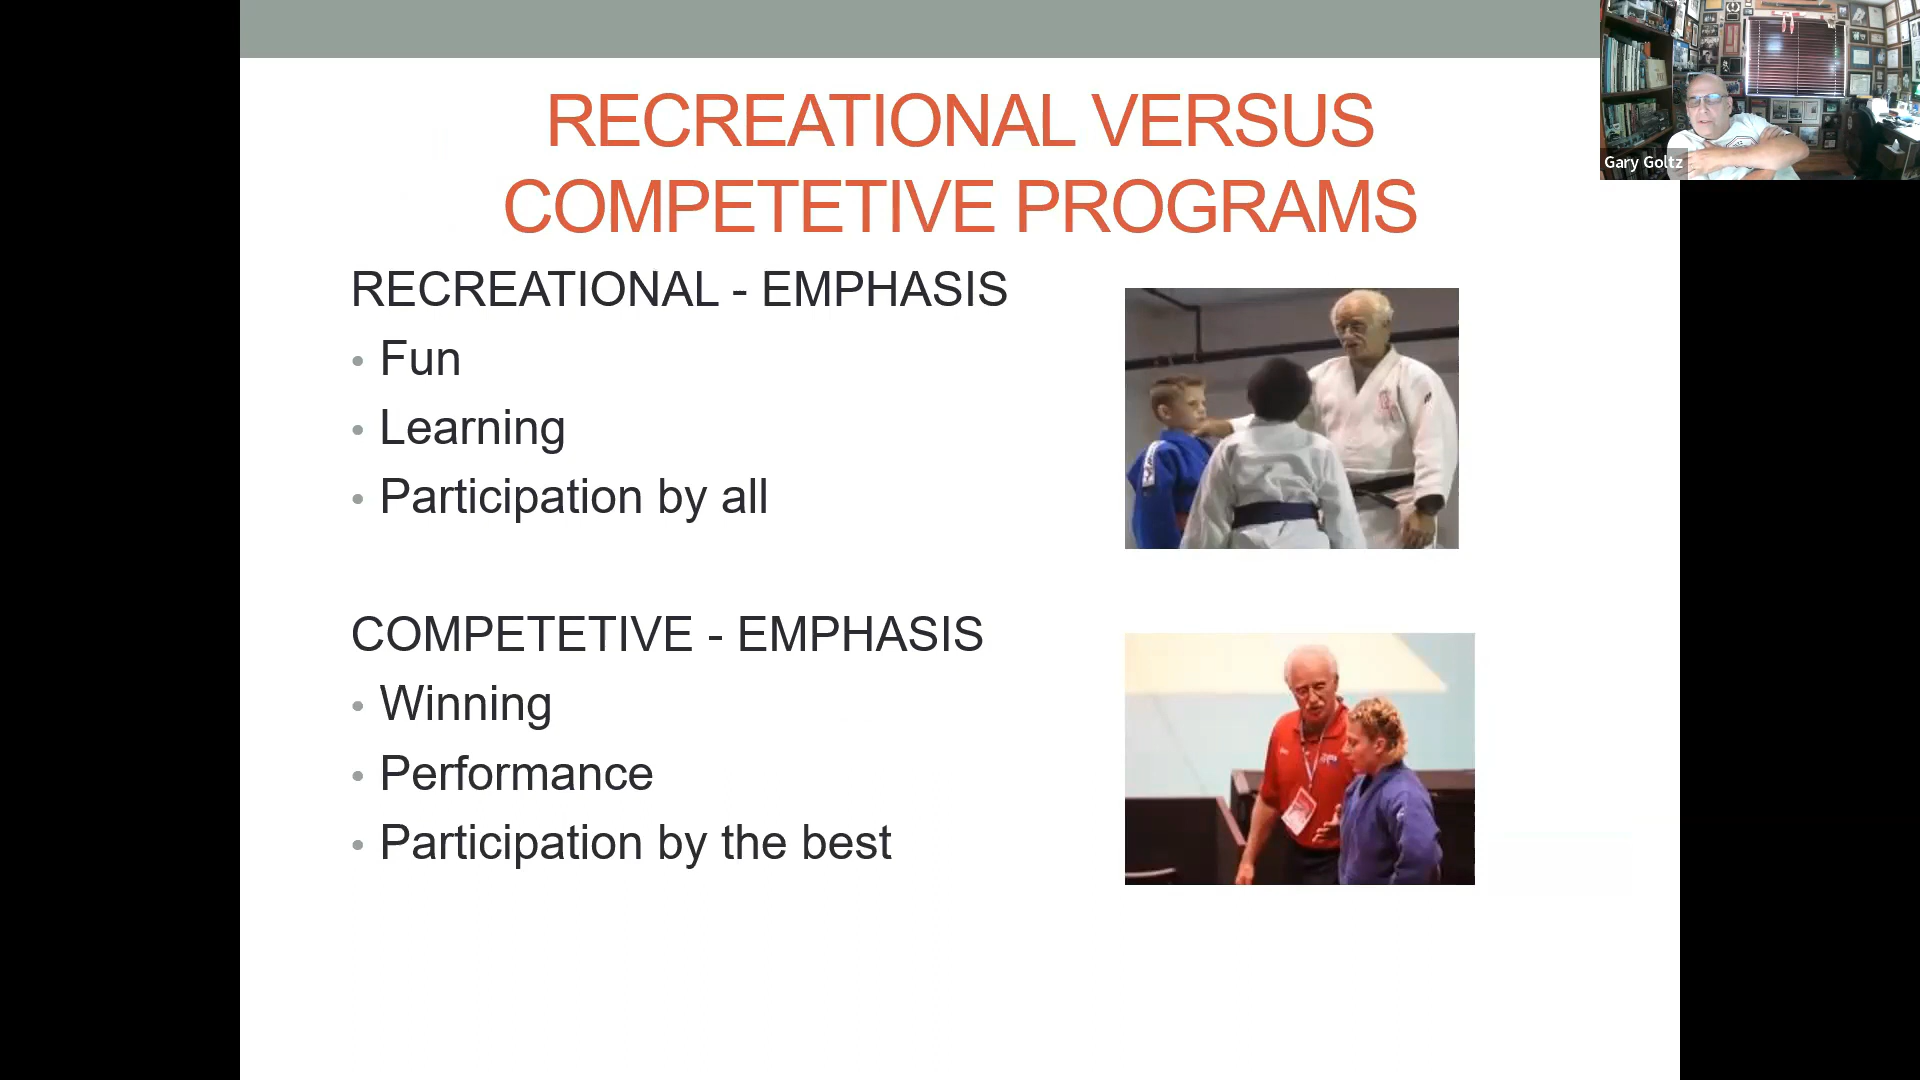 RECREATIONAL VERSUS
COMPETETIVE PROGRAMS
RECREATIONAL - EMPHASIS
• Fun
• Learning
• Participation by all
COMPETETIVE - EMPHASIS
• Winning
• Performance
• Participation by the best
Gary Goltz